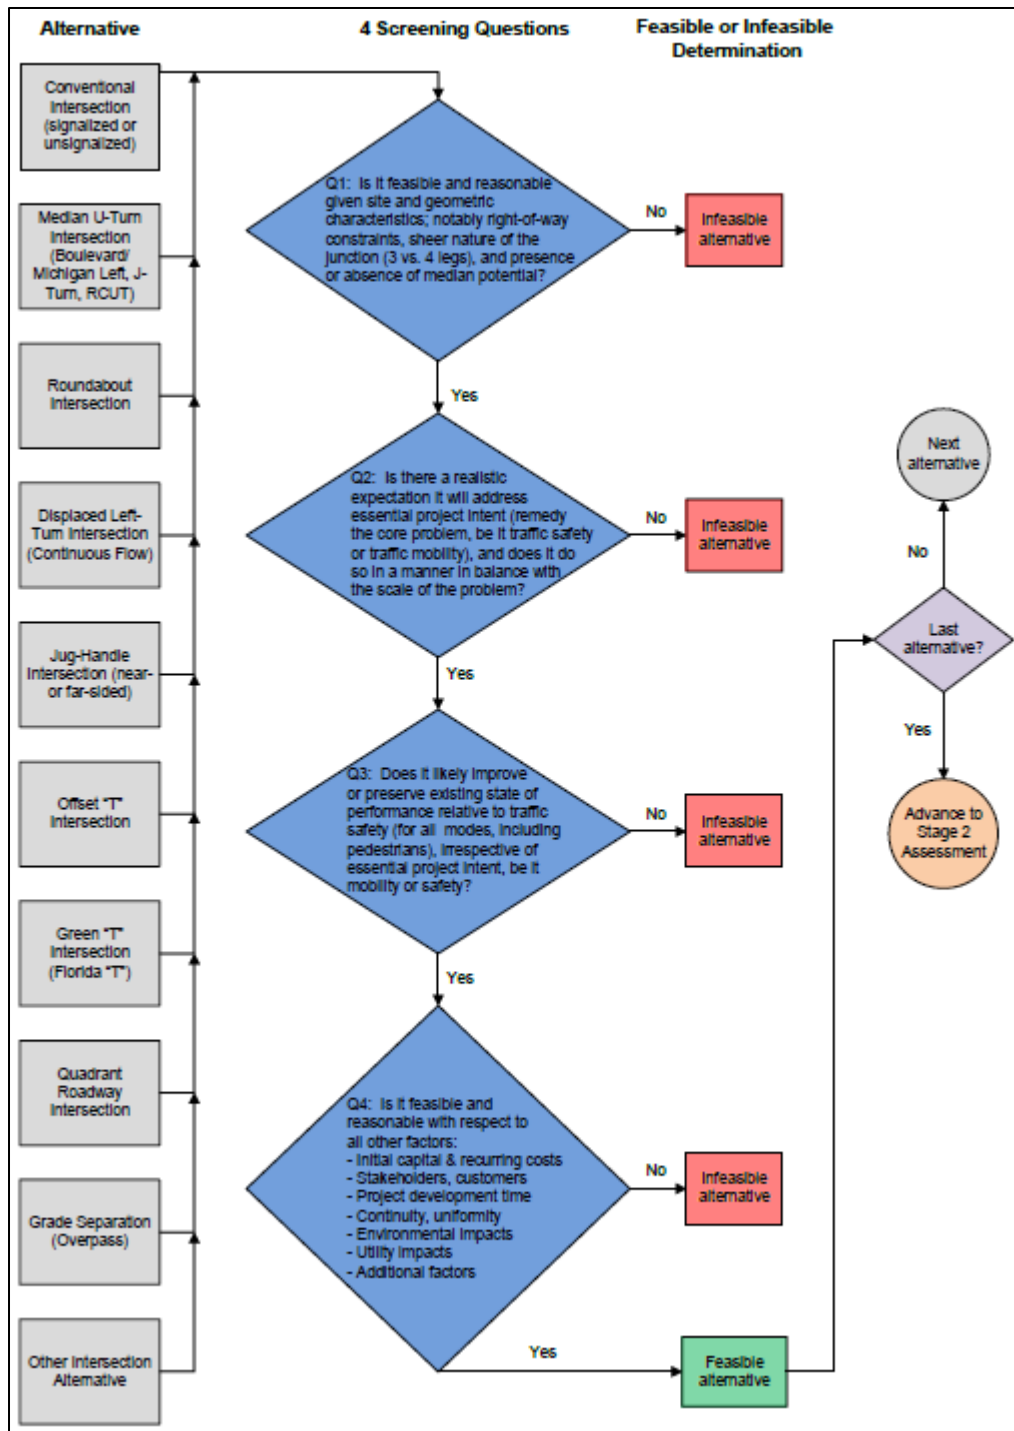 Alternative
4 Screening Questions
Feasible or Infeasible
Determination
Conventional
Intersection
(signalized or
unsignalized)
Median U-Turn
Intersection
(Boulevard/
Michigan Left, J-
Turn, RCUT)
Roundabout
Intersection
Displaced Left-
Turn Intersection
(Continuous Flow)
Jug-Handle
Intersection (near-
or far-sided)
Offset "T"
Intersection
Green "T"
Intersection
(Florida "T")
Quadrant
Roadway
Intersection
Grade Separation
(Overpass)
Other Intersection
Alternative
Q1: Is it feasible and reasonable
given site and geometric
characteristics; notably right-of-way
constraints, sheer nature of the
junction (3 vs. 4 legs), and presence
or absence of median potential?
No
Infeasible
alternative
Yes
Q2: Is there a realistic
expectation it will address
essential project intent (remedy
the core problem, be it traffic safety
or traffic mobility), and does it do
so in a manner in balance with
the scale of the problem?
No
Infeasible
alternative
Yes
Q3: Does it likely improve
or preserve existing state of
performance relative to traffic
safety (for all modes, including
pedestrians), irrespective of
essential project intent, be it
mobility or safety?
No
Infeasible
alternative
Yes
Q4: Is it feasible and
reasonable with respect to
all other factors:
- Initial capital & recurring costs
- Stakeholders, customers
- Project development time
- Continuity, uniformity
- Environmental impacts
- Utility impacts
- Additional factors
No
Infeasible
alternative
Yes
Feasible
alternative
Last
alternative?
No
Next
alternative
Yes
Advance to
Stage 2
Assessment